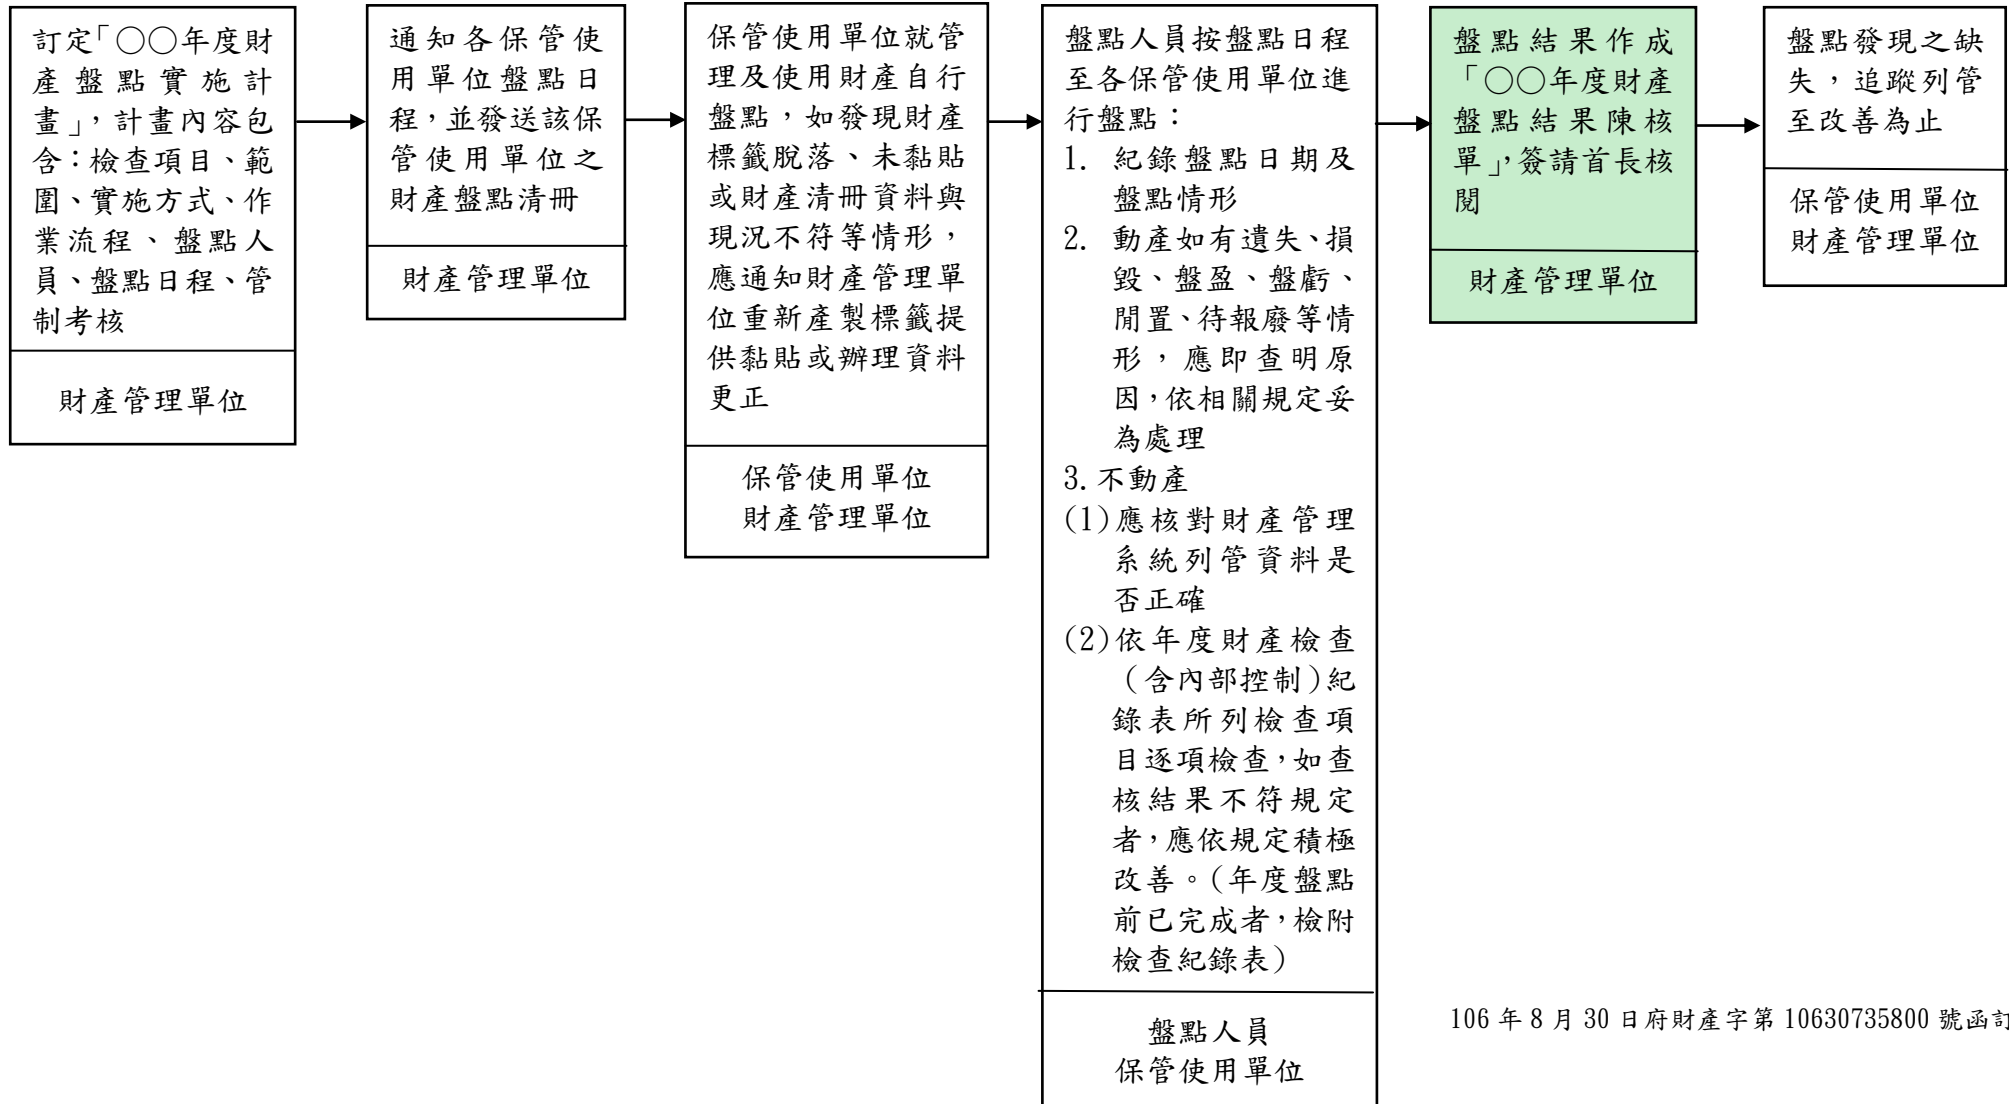 訂定「○○年度財
產盤點實施計
畫」，計畫內容包
含：檢查項目、範
圍、實施方式、作
業流程、盤點人
員、盤點日程、管
制考核
財產管理單位
通知各保管使
用單位盤點日
程，並發送該保
管使用單位之
財產盤點清冊
財產管理單位
保管使用單位就管
理及使用財產自行
盤點，如發現財產
標籤脫落、未黏貼
或財產清冊資料與
現況不符等情形，
應通知財產管理單
位重新產製標籤提
供黏貼或辦理資料
更正
保管使用單位
財產管理單位
盤點人員按盤點日程
至各保管使用單位進
行盤點：
1. 紀錄盤點日期及
盤點情形
2. 動產如有遺失、損
毀、盤盈、盤虧、
閒置、待報廢等情
形，應即查明原
因，依相關規定妥
為處理
3.不動產
(1)應核對財產管理
系統列管資料是
否正確
(2)依年度財產檢查
（含內部控制）紀
錄表所列檢查項
目逐項檢查，如查
核結果不符規定
者，應依規定積極
改善。（年度盤點
前已完成者，檢附
檢查紀錄表）
盤點人員
保管使用單位
盤點結果作成
「○○年度財產
盤點結果陳核
單」，簽請首長核
閱
財產管理單位
盤點發現之缺
失，追蹤列管
至改善為止
保管使用單位
財產管理單位
106 年 8 月 30 日府財產字第 10630735800 號函訂